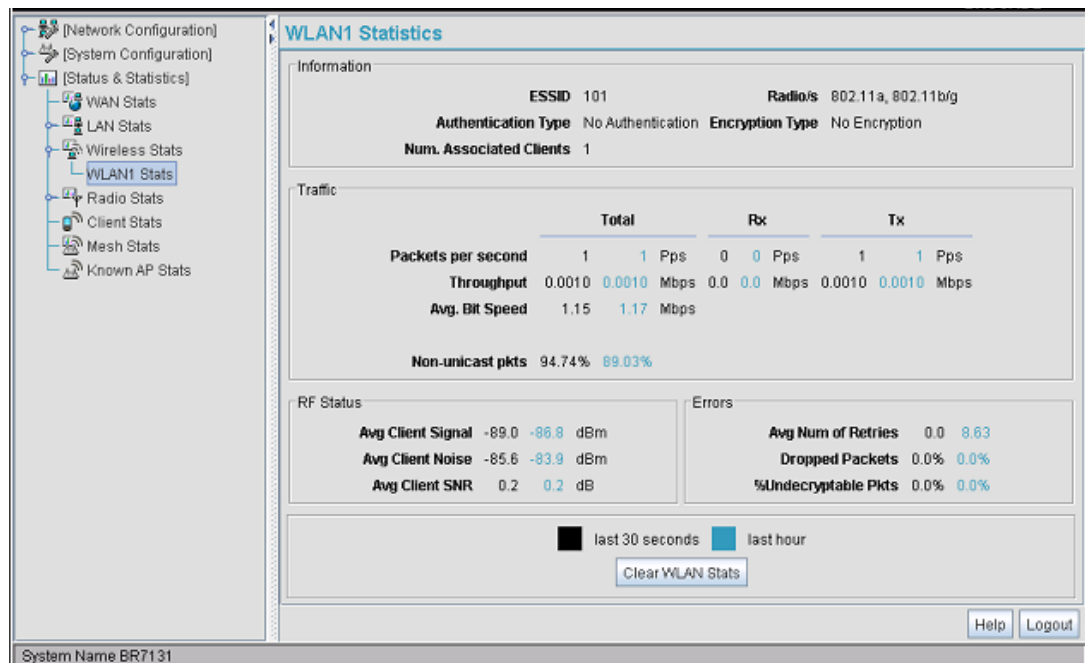 [Network Configuration]
[System Configuration]
[Status & Statistics]
WAN Stats
LAN Stats
Wireless Stats
WLAN1 Stats
Radio Stats
Client Stats
Mesh Stats
Known AP Stats
WLAN1 Statistics
Information
ESSID 101 Radio/s 802.11a, 802.11b/g
Authentication Type No Authentication Encryption Type No Encryption
Num. Associated Clients 1
Traffic
Total Rx Tx
Packets per second 1 1 Pps 0 0 Pps 1 1 Pps
Throughput 0.0010 0.0010 Mbps 0.0 0.0 Mbps 0.0010 0.0010 Mbps
Avg. Bit Speed 1.15 1.17 Mbps
Non-unicast pkts 94.74% 89.03%
RF Status
Avg Client Signal -89.0 -86.8 dBm
Avg Client Noise -85.6 -83.9 dBm
Avg Client SNR 0.2 0.2 dB
Errors
Avg Num of Retries 0.0 8.63
Dropped Packets 0.0% 0.0%
%Undecryptable Pkts 0.0% 0.0%
last 30 seconds last hour
Clear WLAN Stats
Help Logout
System Name BR7131